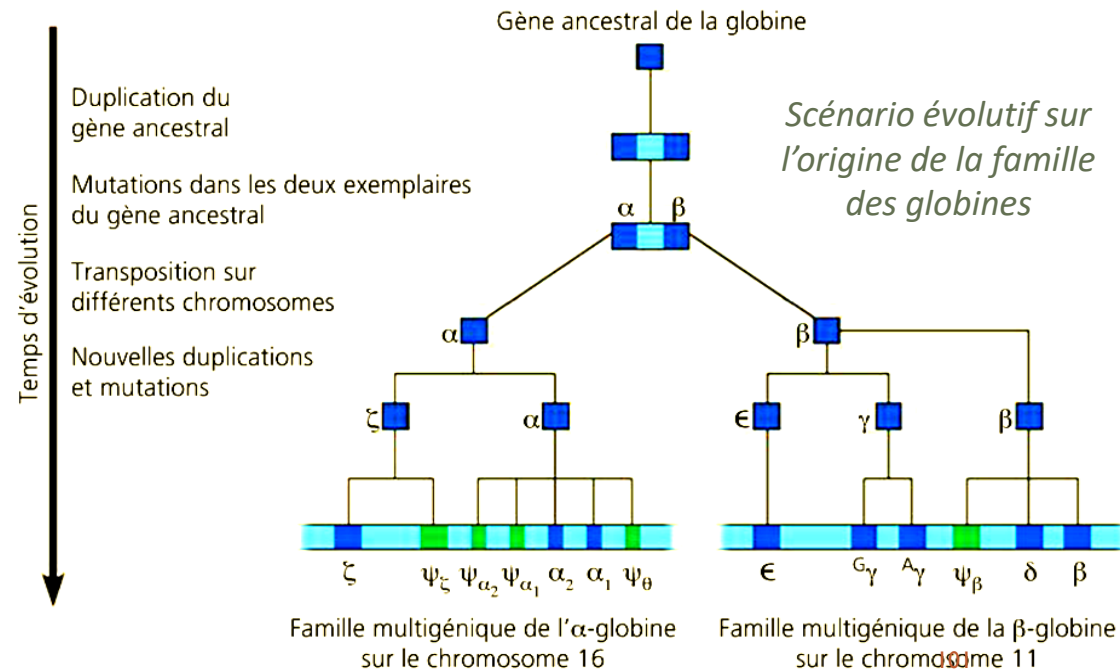 Gène ancestral de la globine
Scénario évolutif sur
l'origine de la famille
des globines
Temps d'évolution
Duplication du
gène ancestral
Mutations dans les deux exemplaires
du gène ancestral
Transposition sur
différents chromosomes
Nouvelles duplications
et mutations
α β
α β
ζ α ϵ γ β
ζ ψζ ψα2 ψα1 α2 α1 ψθ
ϵ Gγ Aγ ψβ δ β
Famille multigénique de l'α-globine
sur le chromosome 16
Famille multigénique de la β-globine
sur le chromosome 11